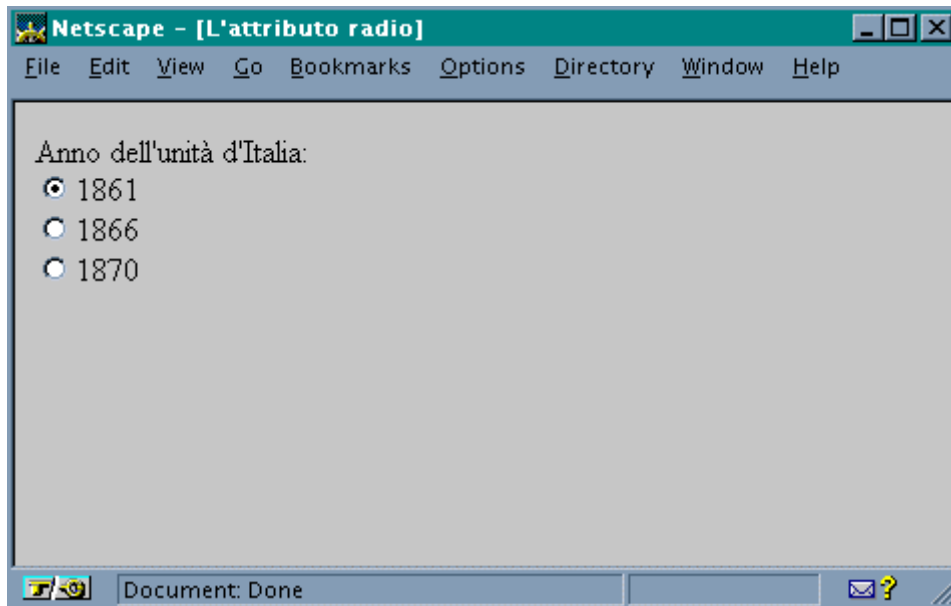 Netscape - [L'attributo radio]
File Edit View Go Bookmarks Options Directory Window Help
Anno dell'unità d'Italia:
1861
1866
1870
Document: Done
?